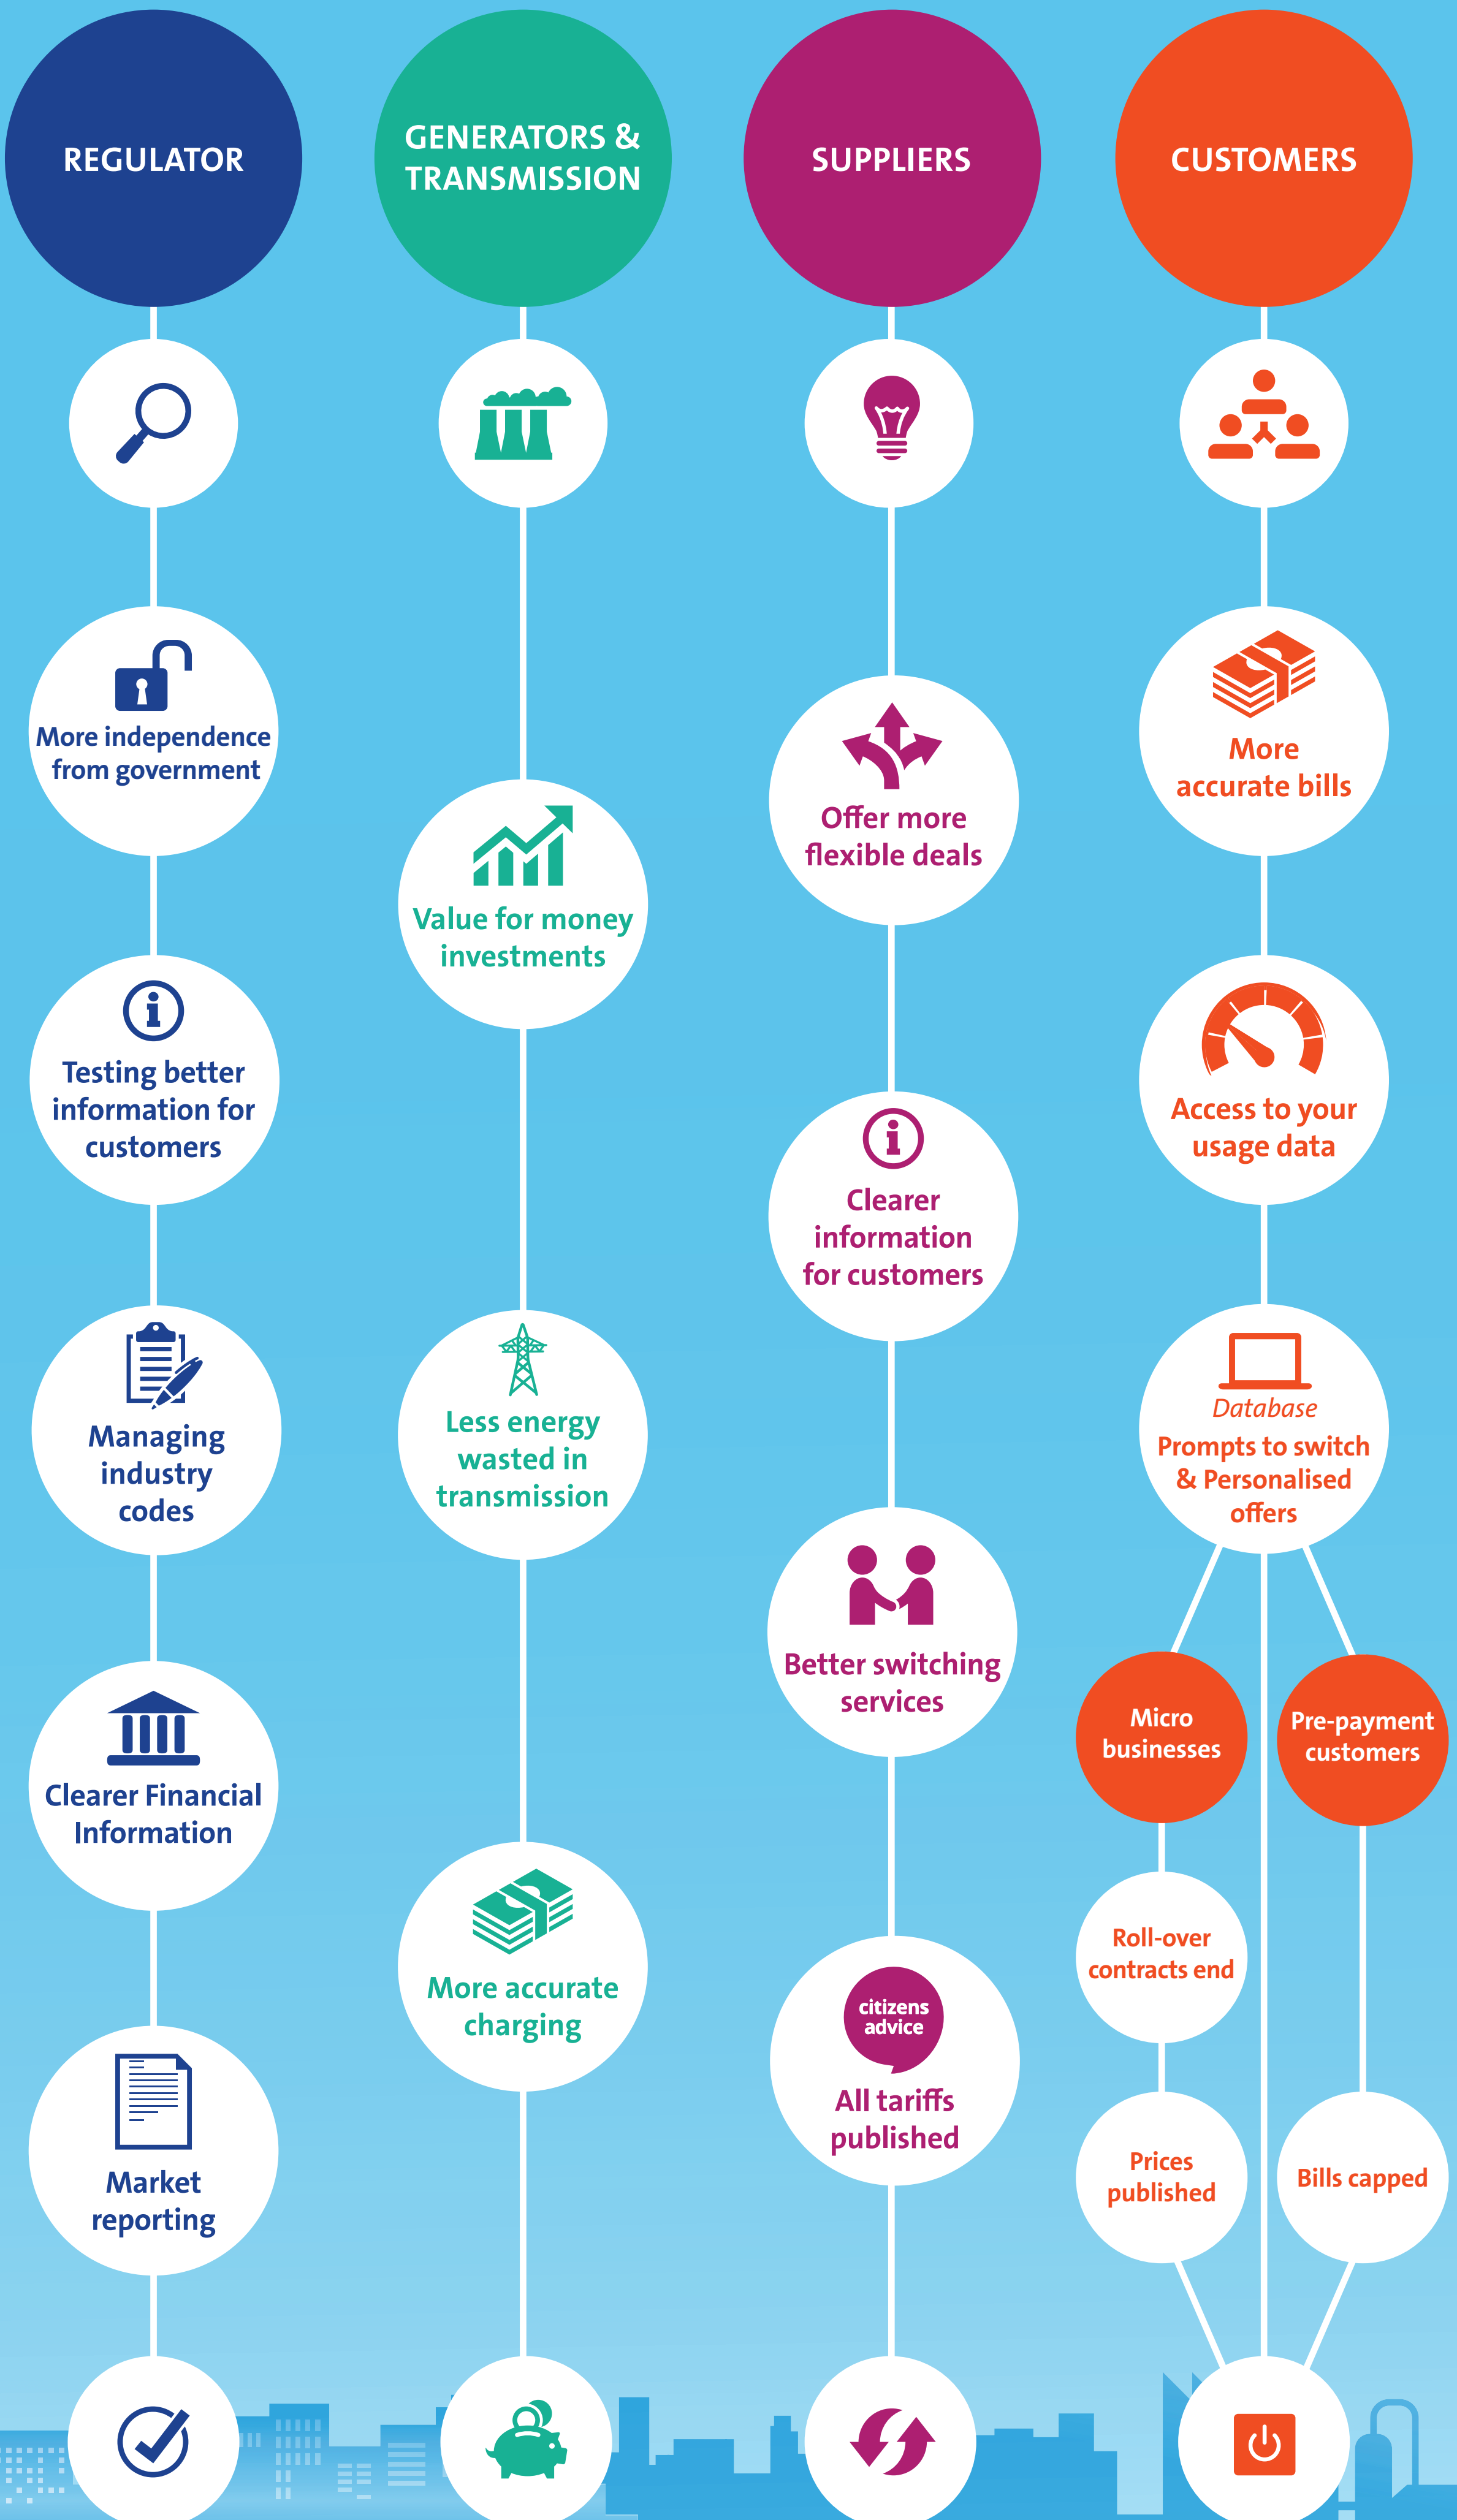 REGULATOR
More independence
from government
Testing better
information for
customers
Managing
industry
codes
Clearer Financial
Information
Market
reporting
GENERATORS &
TRANSMISSION
Value for money
investments
Less energy
wasted in
transmission
More accurate
charging
SUPPLIERS
Offer more
flexible deals
Clearer
information
for customers
Better switching
services
citizens
advice
All tariffs
published
CUSTOMERS
More
accurate bills
Access to your
usage data
Database
Prompts to switch
& Personalised
offers
Micro
businesses
Roll-over
contracts end
Prices
published
Pre-payment
customers
Bills capped